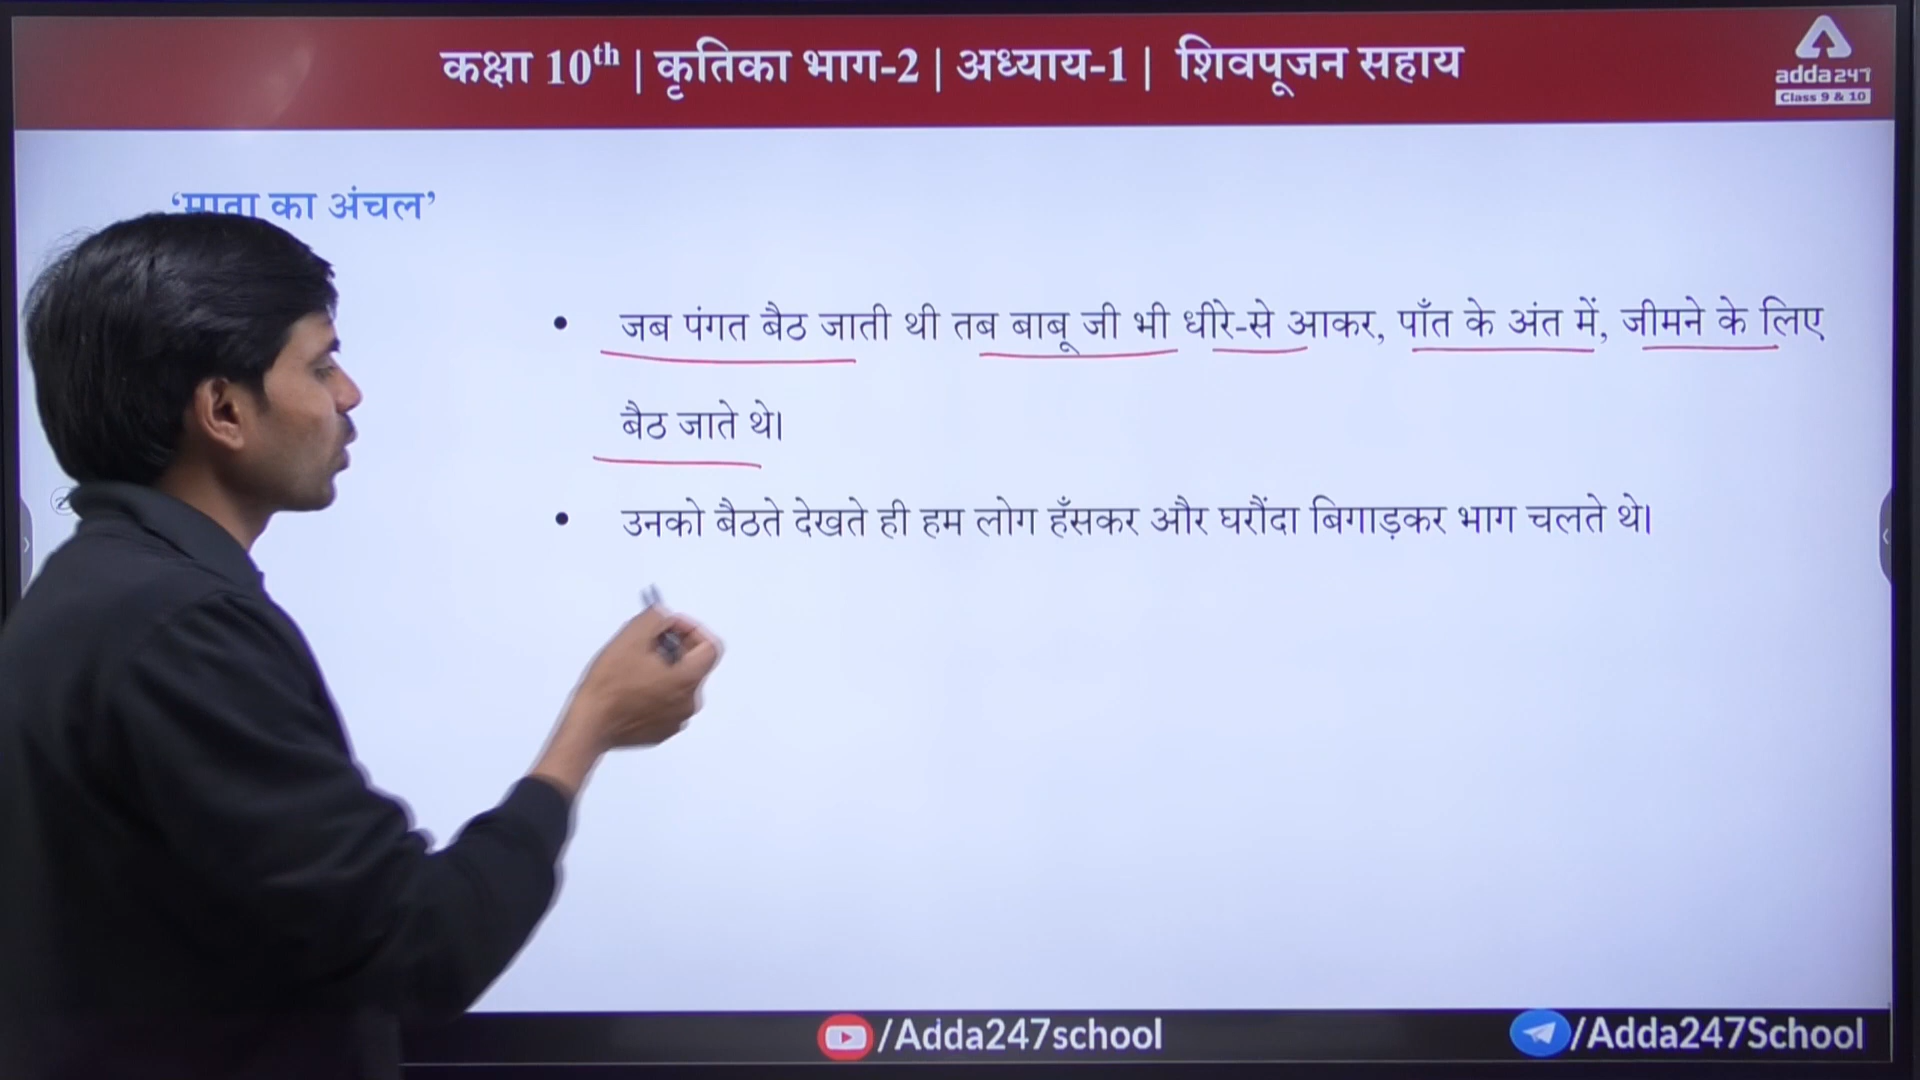 कक्षा 10th | कृतिका भाग-2 | अध्याय-1 | शिवपूजन सहाय
adda247
Class 9 & 10
‘माता का अंचल’
• जब पंगत बैठ जाती थी तब बाबू जी भी धीरे-से आकर, पाँत के अंत में, जीमने के लिए
बैठ जाते थे।
• उनको बैठते देखते ही हम लोग हँसकर और घरौंदा बिगाड़कर भाग चलते थे।
/Adda247school
/Adda247School